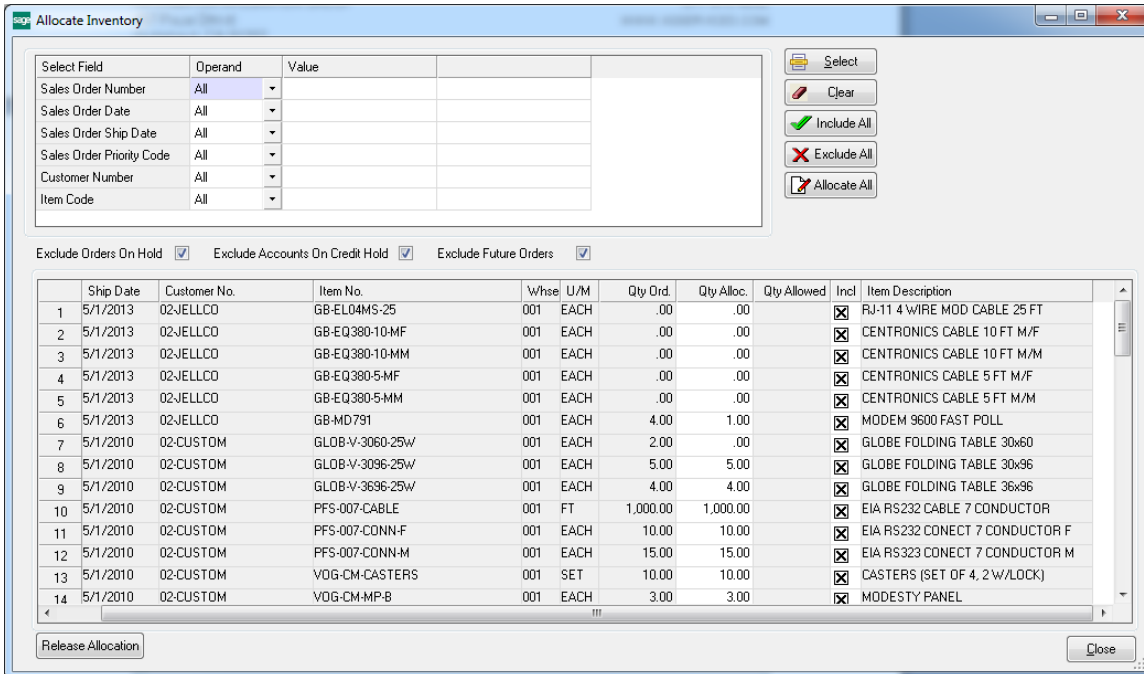 sage Allocate Inventory
Select Field Operand Value
Sales Order Number All
Sales Order Date All
Sales Order Ship Date All
Sales Order Priority Code All
Customer Number All
Item Code All
Select
Clear
Include All
Exclude All
Allocate All
Exclude Orders On Hold Exclude Accounts On Credit Hold Exclude Future Orders
Ship Date Customer No. Item No. Whse U/M Qty Ord. Qty Alloc. Qty Allowed Incl Item Description
1 5/1/2013 02-JELLCO GB-EL04MS-25 001 EACH .00 .00 RJ-11 4 WIRE MOD CABLE 25 FT
2 5/1/2013 02-JELLCO GB-EQ380-10-MF 001 EACH .00 .00 CENTRONICS CABLE 10 FT M/F
3 5/1/2013 02-JELLCO GB-EQ380-10-MM 001 EACH .00 .00 CENTRONICS CABLE 10 FT M/M
4 5/1/2013 02-JELLCO GB-EQ380-5-MF 001 EACH .00 .00 CENTRONICS CABLE 5 FT M/F
5 5/1/2013 02-JELLCO GB-EQ380-5-MM 001 EACH .00 .00 CENTRONICS CABLE 5 FT M/M
6 5/1/2013 02-JELLCO GB-MD791 001 EACH 4.00 1.00 MODEM 9600 FAST POLL
7 5/1/2010 02-CUSTOM GLOB-V-3060-25W 001 EACH 2.00 .00 GLOBE FOLDING TABLE 30x60
8 5/1/2010 02-CUSTOM GLOB-V-3096-25W 001 EACH 5.00 5.00 GLOBE FOLDING TABLE 30x96
9 5/1/2010 02-CUSTOM GLOB-V-3696-25W 001 EACH 4.00 4.00 GLOBE FOLDING TABLE 36x96
10 5/1/2010 02-CUSTOM PFS-007-CABLE 001 FT 1,000.00 1,000.00 EIA RS232 CABLE 7 CONDUCTOR
11 5/1/2010 02-CUSTOM PFS-007-CONN-F 001 EACH 10.00 10.00 EIA RS232 CONECT 7 CONDUCTOR F
12 5/1/2010 02-CUSTOM PFS-007-CONN-M 001 EACH 15.00 15.00 EIA RS323 CONECT 7 CONDUCTOR M
13 5/1/2010 02-CUSTOM VOG-CM-CASTERS 001 SET 10.00 10.00 CASTERS (SET OF 4, 2 W/LOCK)
14 5/1/2010 02-CUSTOM VOG-CM-MP-B 001 EACH 3.00 3.00 MODESTY PANEL
Release Allocation Close